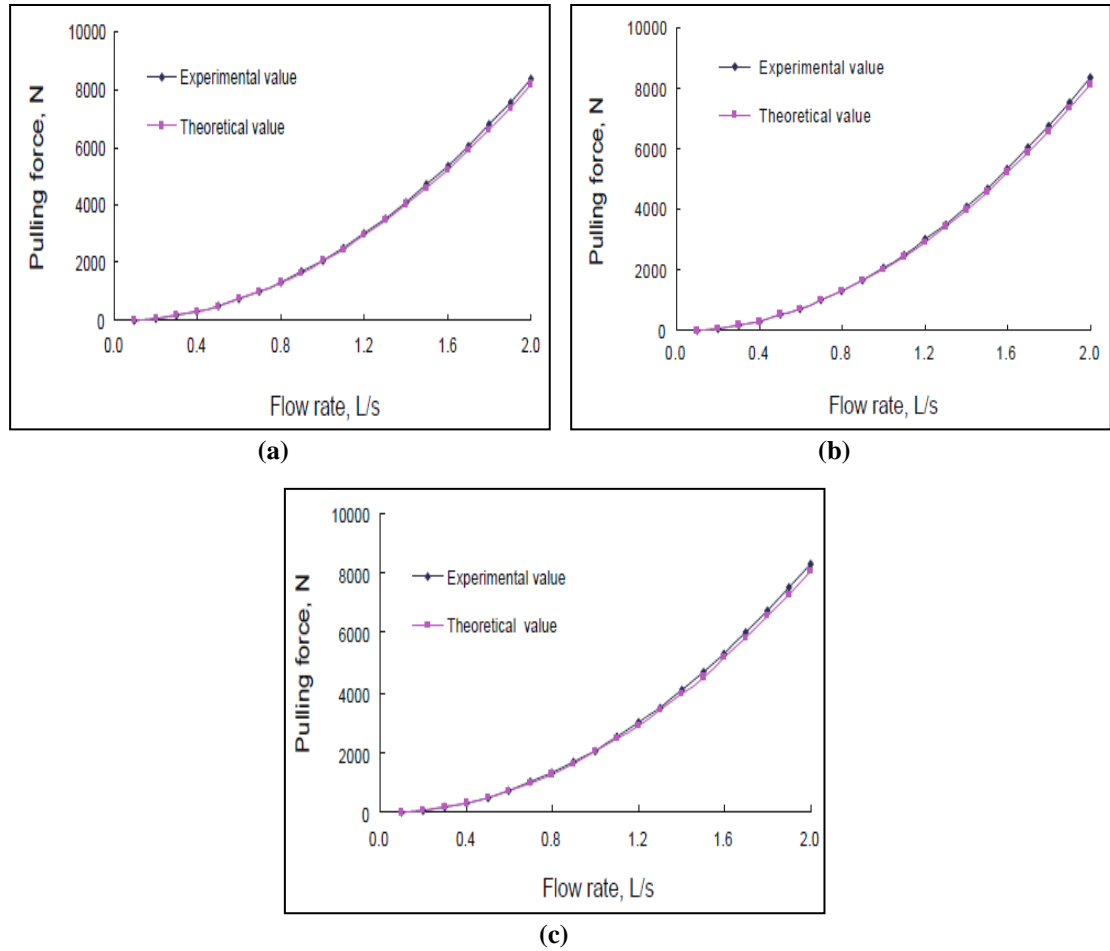 10000
8000
6000
4000
2000
0
Pulling force, N
Experimental value
Theoretical value
0.0 0.4 0.8 1.2 1.6 2.0
Flow rate, L/s
(a)
10000
8000
6000
4000
2000
0
Pulling force, N
Experimental value
Theoretical value
0.0 0.4 0.8 1.2 1.6 2.0
Flow rate, L/s
(b)
10000
8000
6000
4000
2000
0
Pulling force, N
Experimental value
Theoretical value
0.0 0.4 0.8 1.2 1.6 2.0
Flow rate, L/s
(c)